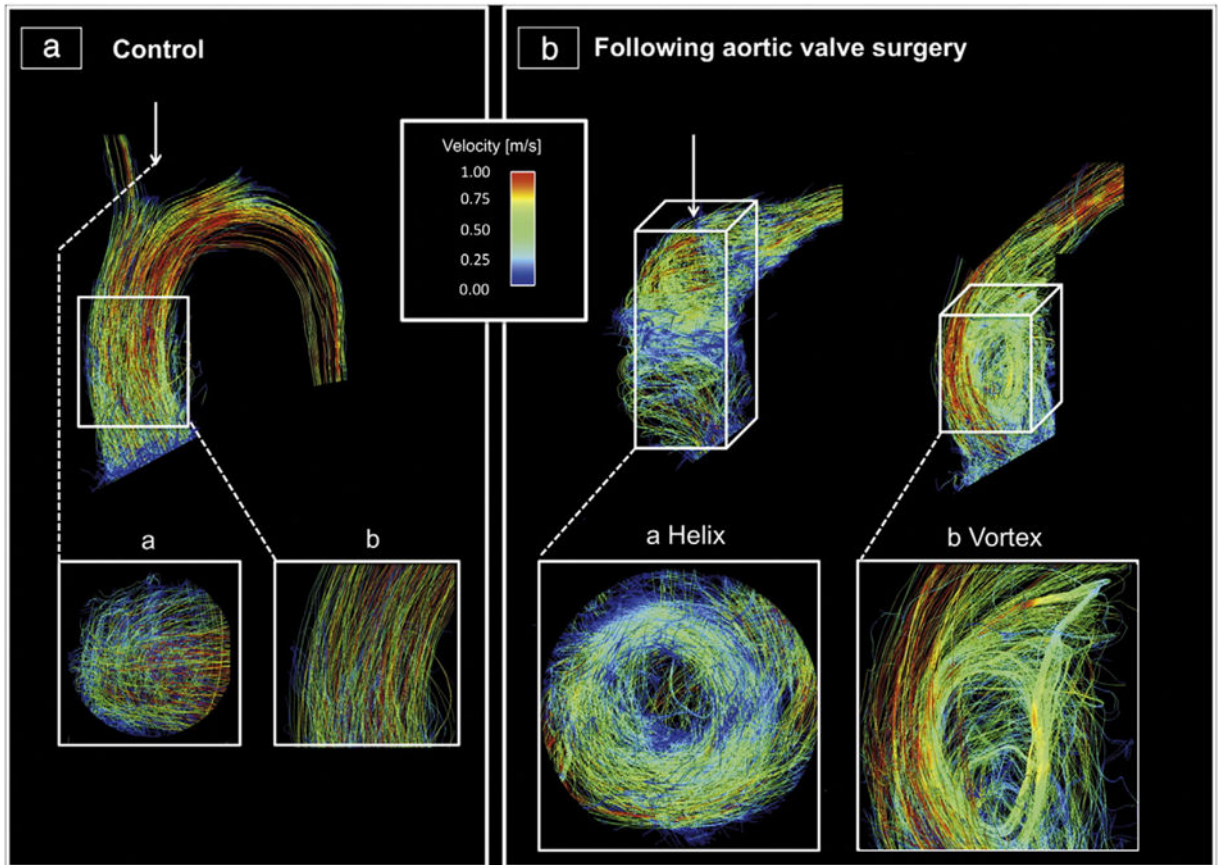 a Control
b Following aortic valve surgery
Velocity [m/s]
1.00
0.75
0.50
0.25
0.00
a
b
a Helix
b Vortex